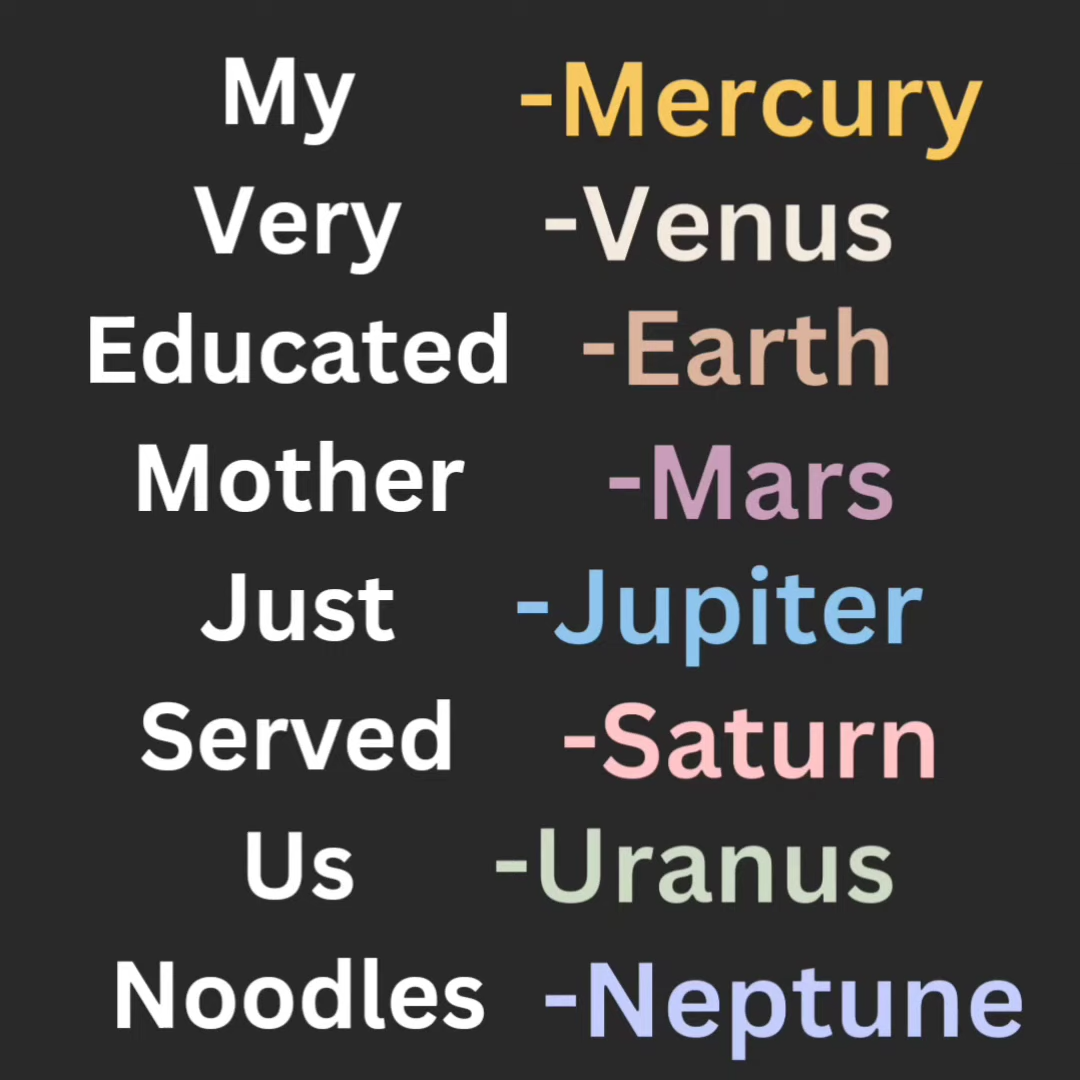 My -Mercury
Very -Venus
Educated -Earth
Mother -Mars
Just -Jupiter
Served -Saturn
Us -Uranus
Noodles -Neptune